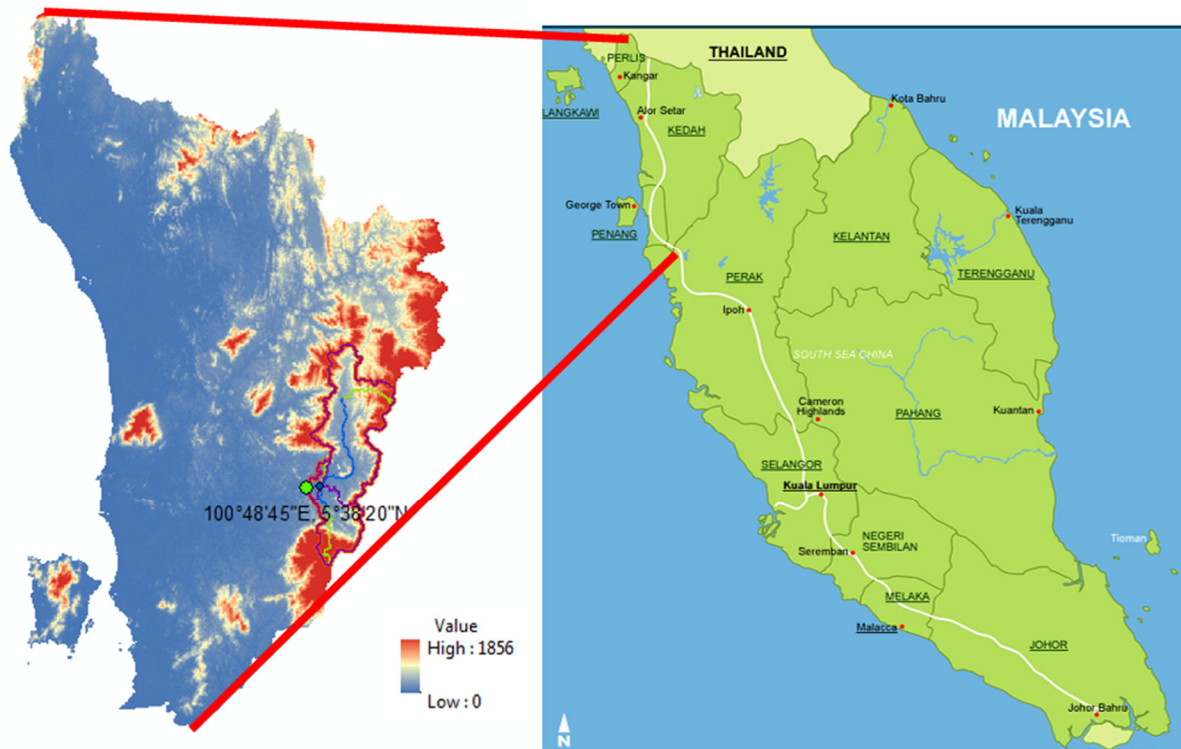 100°48'45"E, 5°38'20"N
Value
High : 1856
Low : 0
THAILAND
MALAYSIA
PERLIS
Kangar
LANGKAWI
Alor Setar
KEDAH
Kota Bahru
George Town
PENANG
Kuala
Terengganu
KELANTAN
TERENGGANU
PERAK
Ipoh
SOUTH SEA CHINA
Cameron
Highlands
PAHANG
Kuantan
SELANGOR
Kuala Lumpur
NEGERI
SEMBILAN
Seremban
Tioman
MELAKA
Malacca
JOHOR
Johor Bahru
N